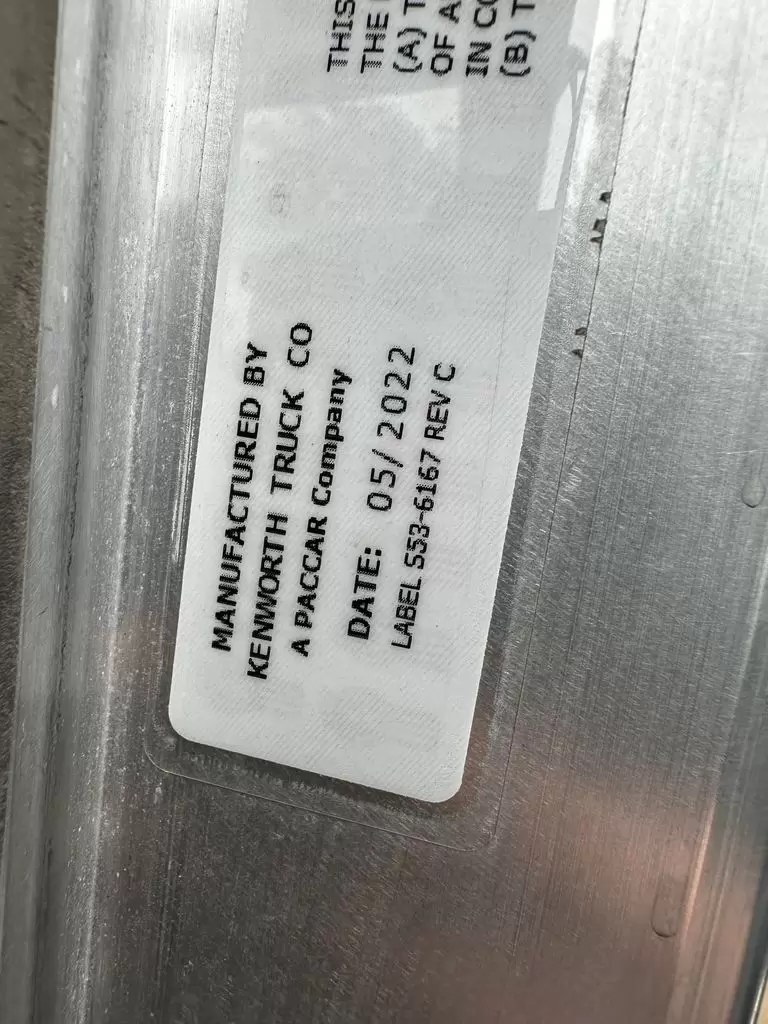 MANUFACTURED BY
KENWORTH TRUCK CO
A PACCAR Company
DATE: 05/2022
LABEL S53-6167 REV C
THIS
THE
(A) T
OF A
IN CO
(B) T